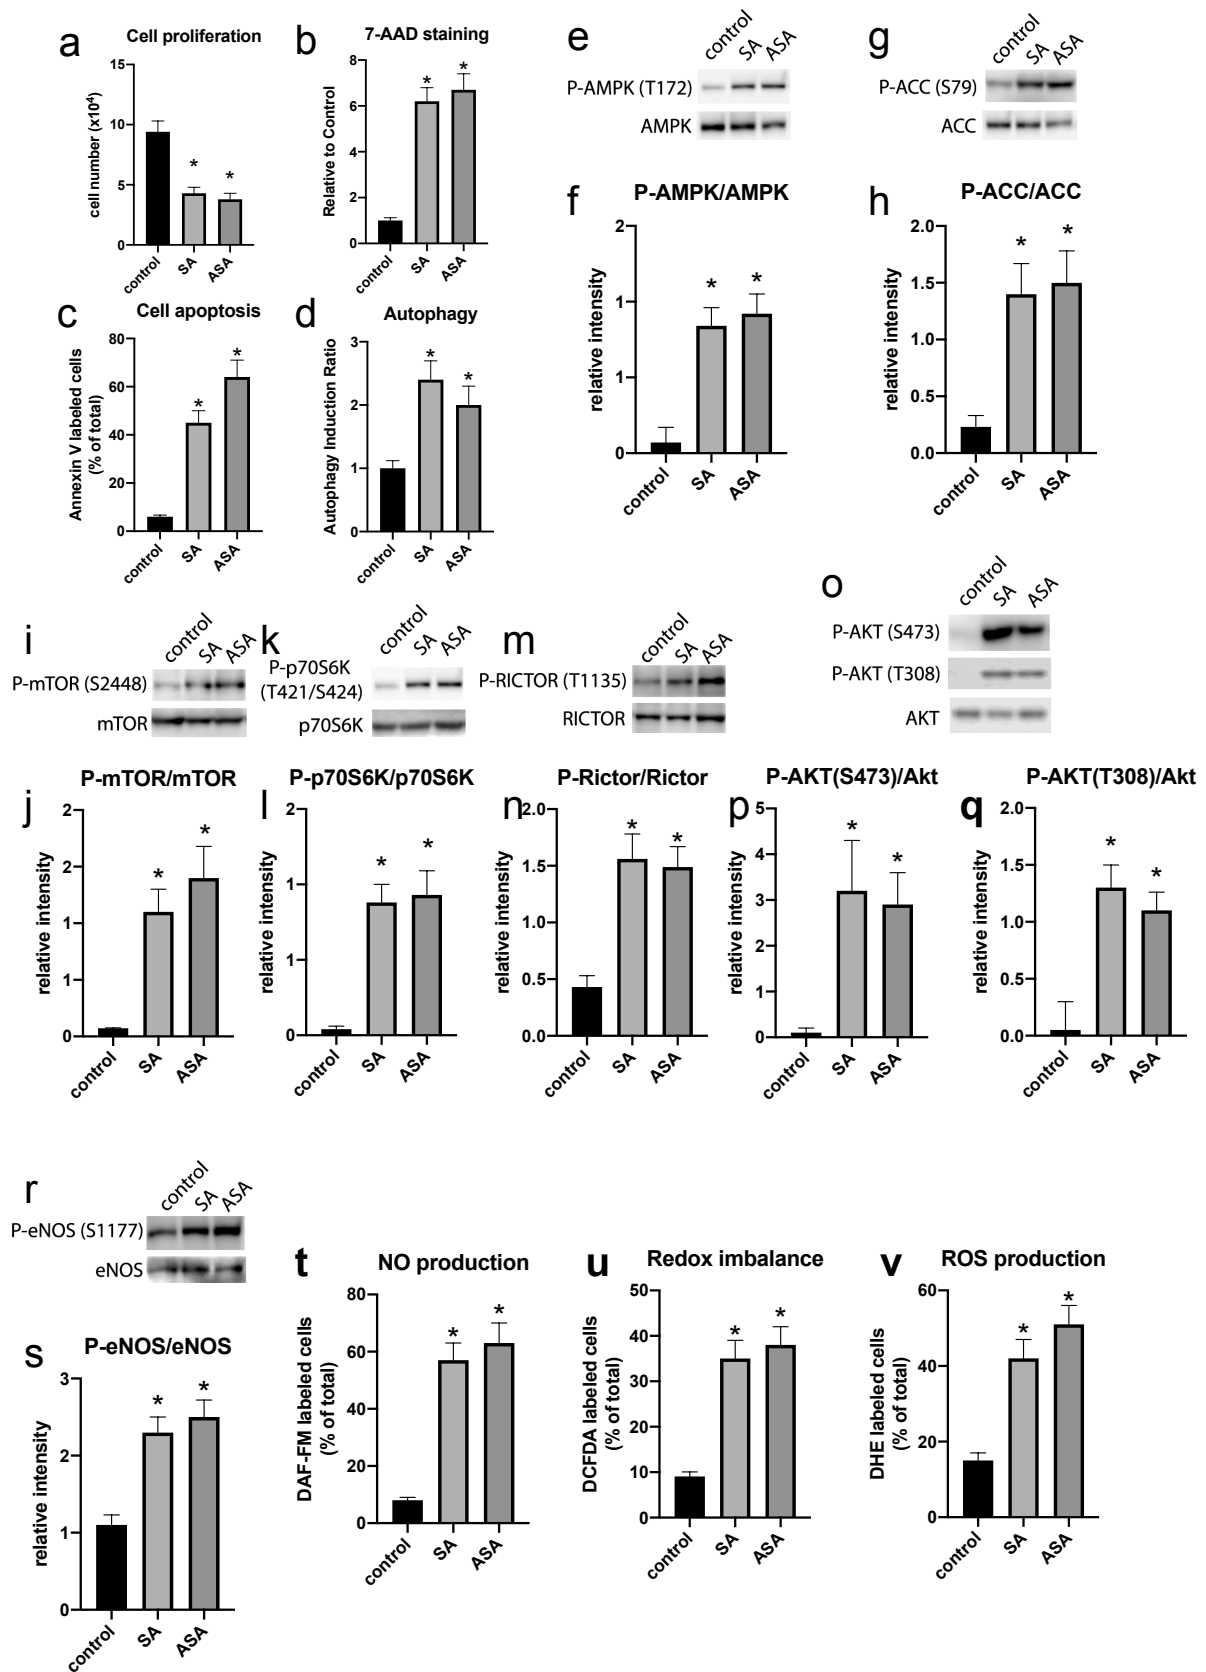 a
Cell proliferation
cell number (x10⁴)
15
10
5
0
*
*
control
SA
ASA
b
7-AAD staining
Relative to Control
8
6
4
2
0
*
*
control
SA
ASA
c
Cell apoptosis
Annexin V labeled cells
(% of total)
80
60
40
20
0
*
*
control
SA
ASA
d
Autophagy
Autophagy Induction Ratio
3
2
1
0
*
*
control
SA
ASA
e
control
SA
ASA
P-AMPK (T172)
AMPK
f
P-AMPK/AMPK
relative intensity
2
1
1
0
*
*
control
SA
ASA
g
control
SA
ASA
P-ACC (S79)
ACC
h
P-ACC/ACC
relative intensity
2.0
1.5
1.0
0.5
0.0
*
*
control
SA
ASA
i
control
SA
ASA
P-mTOR (S2448)
mTOR
j
P-mTOR/mTOR
relative intensity
2
2
1
1
0
*
*
control
SA
ASA
k
control
SA
ASA
P-p70S6K
(T421/S424)
p70S6K
l
P-p70S6K/p70S6K
relative intensity
2
1
1
0
*
*
control
SA
ASA
m
control
SA
ASA
P-RICTOR (T1135)
RICTOR
n
P-Rictor/Rictor
relative intensity
2.0
1.5
1.0
0.5
0.0
*
*
control
SA
ASA
o
control
SA
ASA
P-AKT (S473)
P-AKT (T308)
AKT
p
P-AKT(S473)/Akt
relative intensity
5
4
3
2
1
0
*
*
control
SA
ASA
q
P-AKT(T308)/Akt
relative intensity
2.0
1.5
1.0
0.5
0.0
*
*
control
SA
ASA
r
control
SA
ASA
P-eNOS (S1177)
eNOS
s
P-eNOS/eNOS
relative intensity
3
2
1
0
*
*
control
SA
ASA
t
NO production
DAF-FM labeled cells
(% of total)
80
60
40
20
0
*
*
control
SA
ASA
u
Redox imbalance
DCFDA labeled cells
(% of total)
50
40
30
20
10
0
*
*
control
SA
ASA
v
ROS production
DHE labeled cells
(% of total)
60
40
20
0
*
*
control
SA
ASA